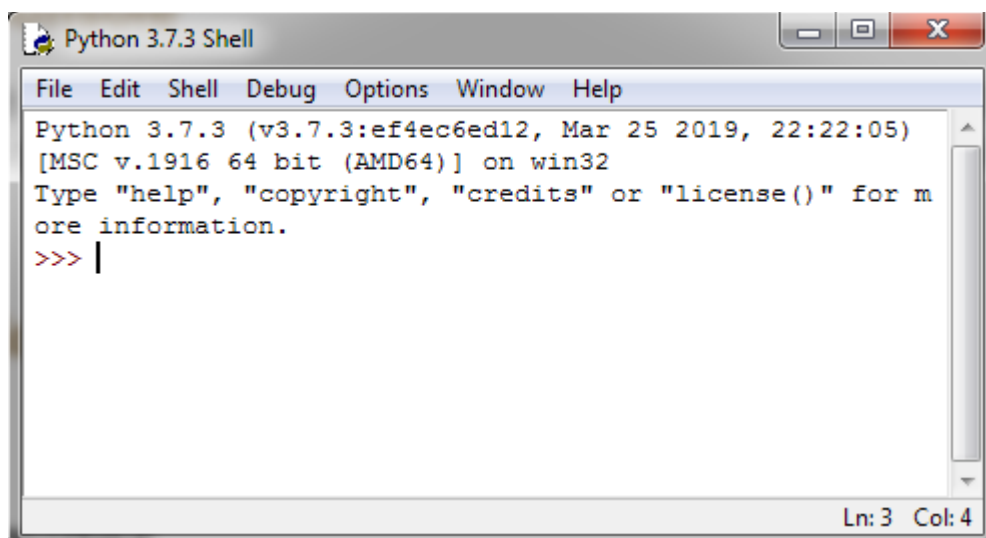 Python 3.7.3 Shell
File Edit Shell Debug Options Window Help
Python 3.7.3 (v3.7.3:ef4ec6ed12, Mar 25 2019, 22:22:05)
[MSC v.1916 64 bit (AMD64)] on win32
Type "help", "copyright", "credits" or "license()" for m
ore information.
>>>
Ln: 3 Col: 4